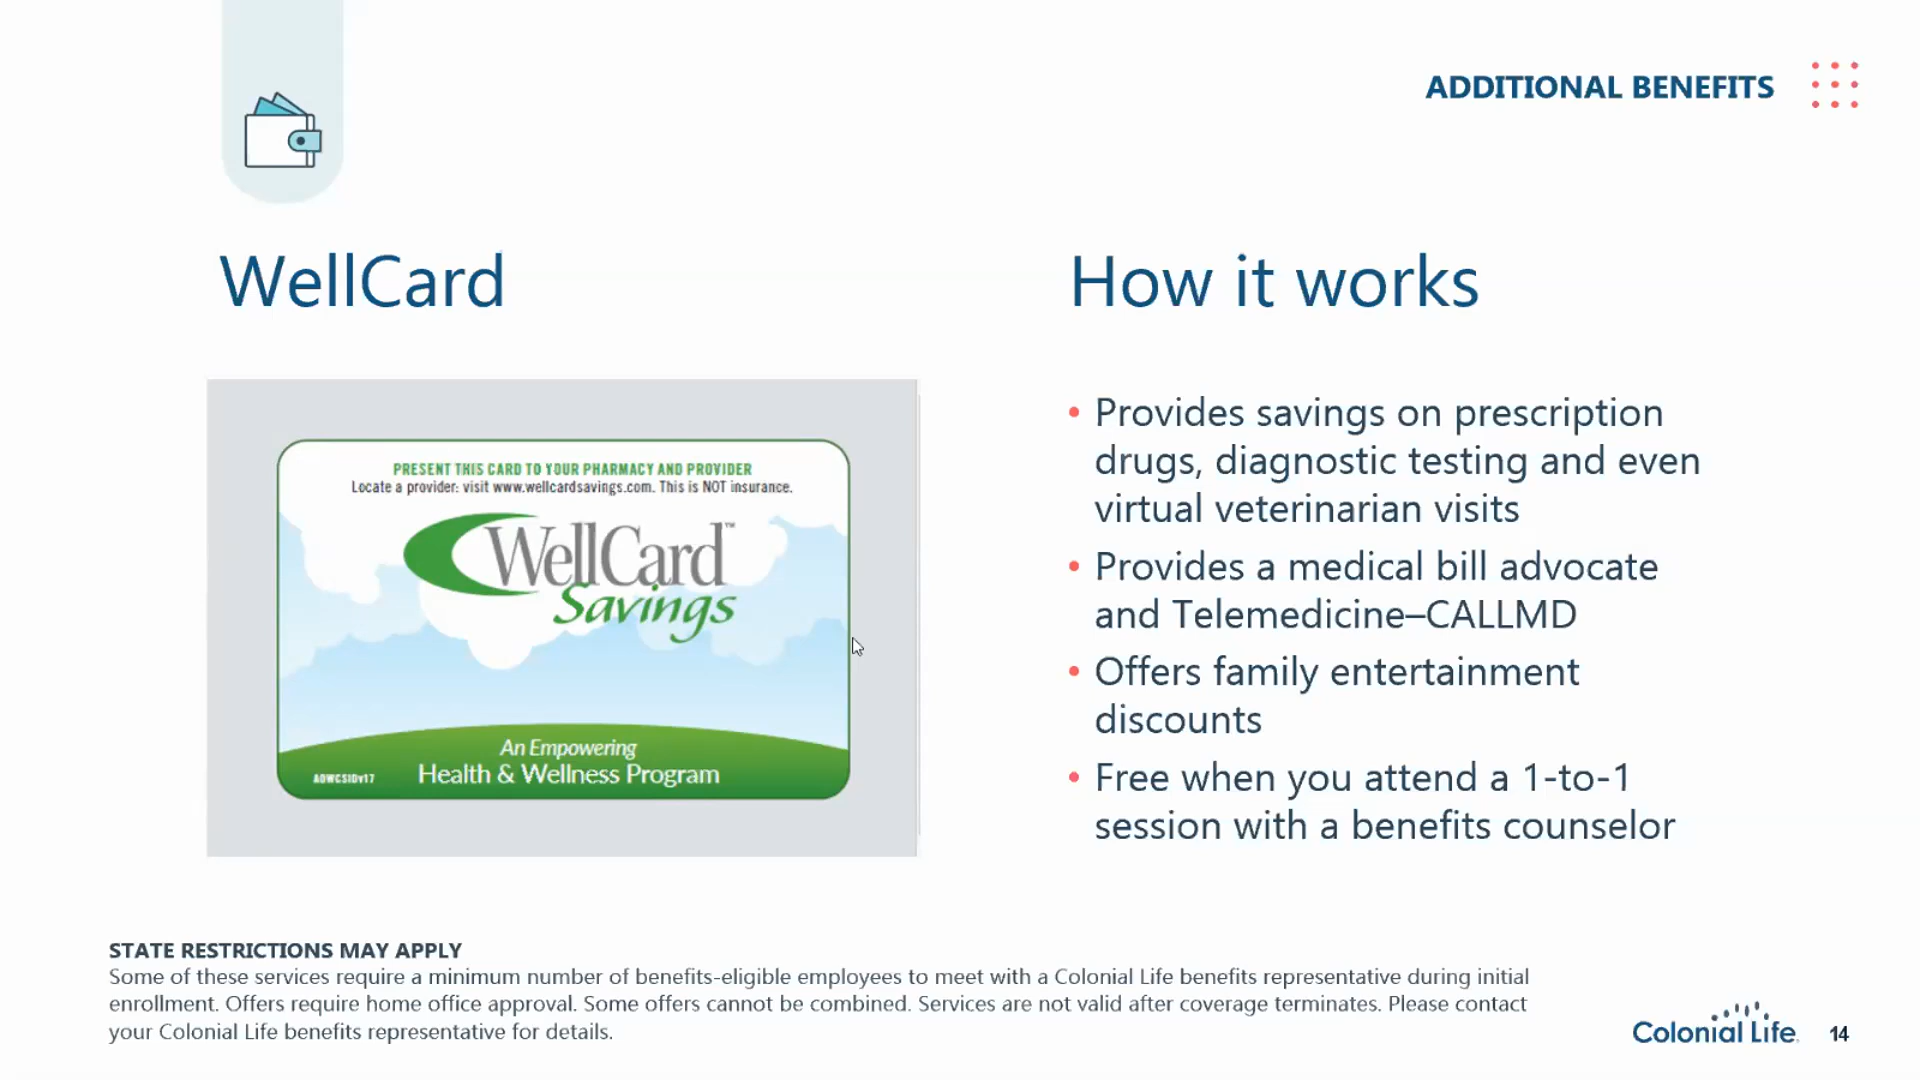 ADDITIONAL BENEFITS
WellCard
PRESENT THIS CARD TO YOUR PHARMACY AND PROVIDER
Locate a provider: visit www.wellcardsavings.com. This is NOT insurance.
WellCard™
Savings
An Empowering
Health & Wellness Program
AOWCSIDv17
How it works
• Provides savings on prescription
drugs, diagnostic testing and even
virtual veterinarian visits
• Provides a medical bill advocate
and Telemedicine–CALLMD
• Offers family entertainment
discounts
• Free when you attend a 1-to-1
session with a benefits counselor
STATE RESTRICTIONS MAY APPLY
Some of these services require a minimum number of benefits-eligible employees to meet with a Colonial Life benefits representative during initial
enrollment. Offers require home office approval. Some offers cannot be combined. Services are not valid after coverage terminates. Please contact
your Colonial Life benefits representative for details.
Colonial Life.
14